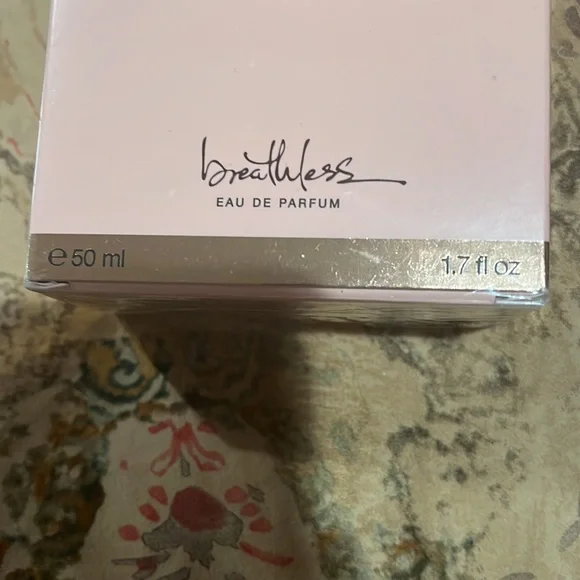 breathless
EAU DE PARFUM
℮ 50 ml 1.7 fl oz